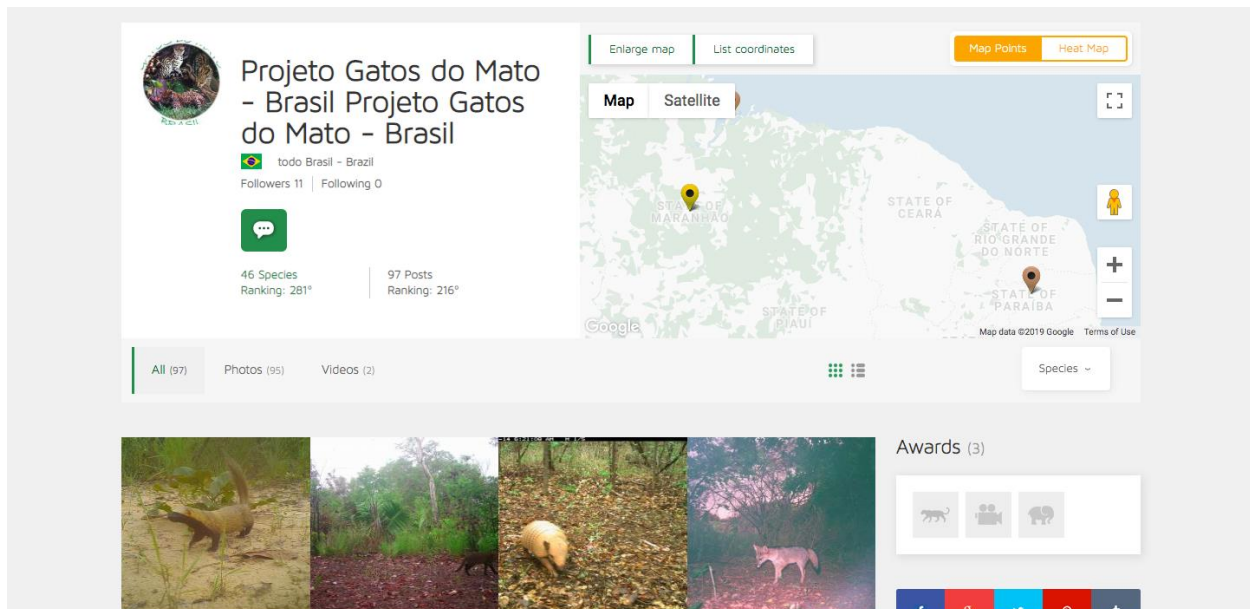 Projeto Gatos do Mato
- Brasil Projeto Gatos
do Mato - Brasil
todo Brasil - Brazil
Followers 11 | Following 0
46 Species
Ranking: 281°
97 Posts
Ranking: 216°
Enlarge map
List coordinates
Map Points
Heat Map
Map
Satellite
STATE OF
MARANHÃO
STATE OF
CEARÁ
STATE OF
RIO GRANDE
DO NORTE
STATE OF
PARAÍBA
STATE OF
PIAUÍ
Google
Map data ©2019 Google
Terms of Use
All (97)
Photos (95)
Videos (2)
Species
Awards (3)